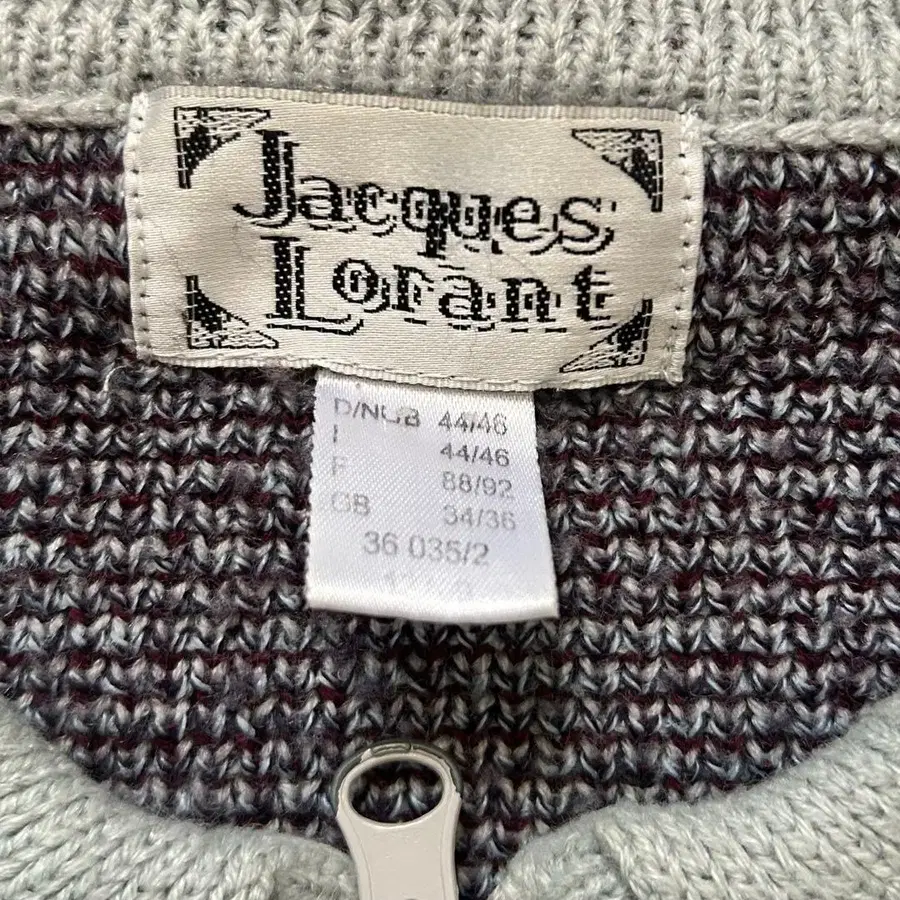 Jacques
Lorant
D/NL/B 44/46
I 44/46
F 88/92
GB 34/36
36 035/2